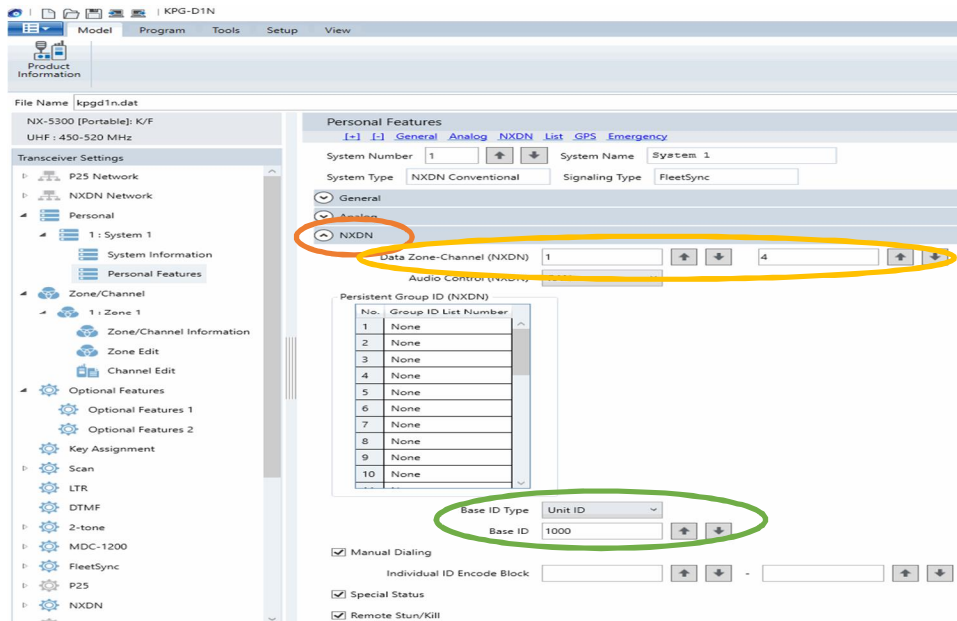 KPG-D1N
Model Program Tools Setup View
Product
Information
File Name kpgd1n.dat
NX-5300 [Portable]: K/F
UHF : 450-520 MHz
Transceiver Settings
P25 Network
NXDN Network
Personal
1 : System 1
System Information
Personal Features
Zone/Channel
1 : Zone 1
Zone/Channel Information
Zone Edit
Channel Edit
Optional Features
Optional Features 1
Optional Features 2
Key Assignment
Scan
LTR
DTMF
2-tone
MDC-1200
FleetSync
P25
NXDN
Personal Features
[+] [-] General Analog NXDN List GPS Emergency
System Number 1 System Name System 1
System Type NXDN Conventional Signaling Type FleetSync
General
Analog
NXDN
Data Zone-Channel (NXDN) 1 4
Audio Control (NXDN)
Persistent Group ID (NXDN)
No. Group ID List Number
1 None
2 None
3 None
4 None
5 None
6 None
7 None
8 None
9 None
10 None
Base ID Type Unit ID
Base ID 1000
Manual Dialing
Individual ID Encode Block -
Special Status
Remote Stun/Kill